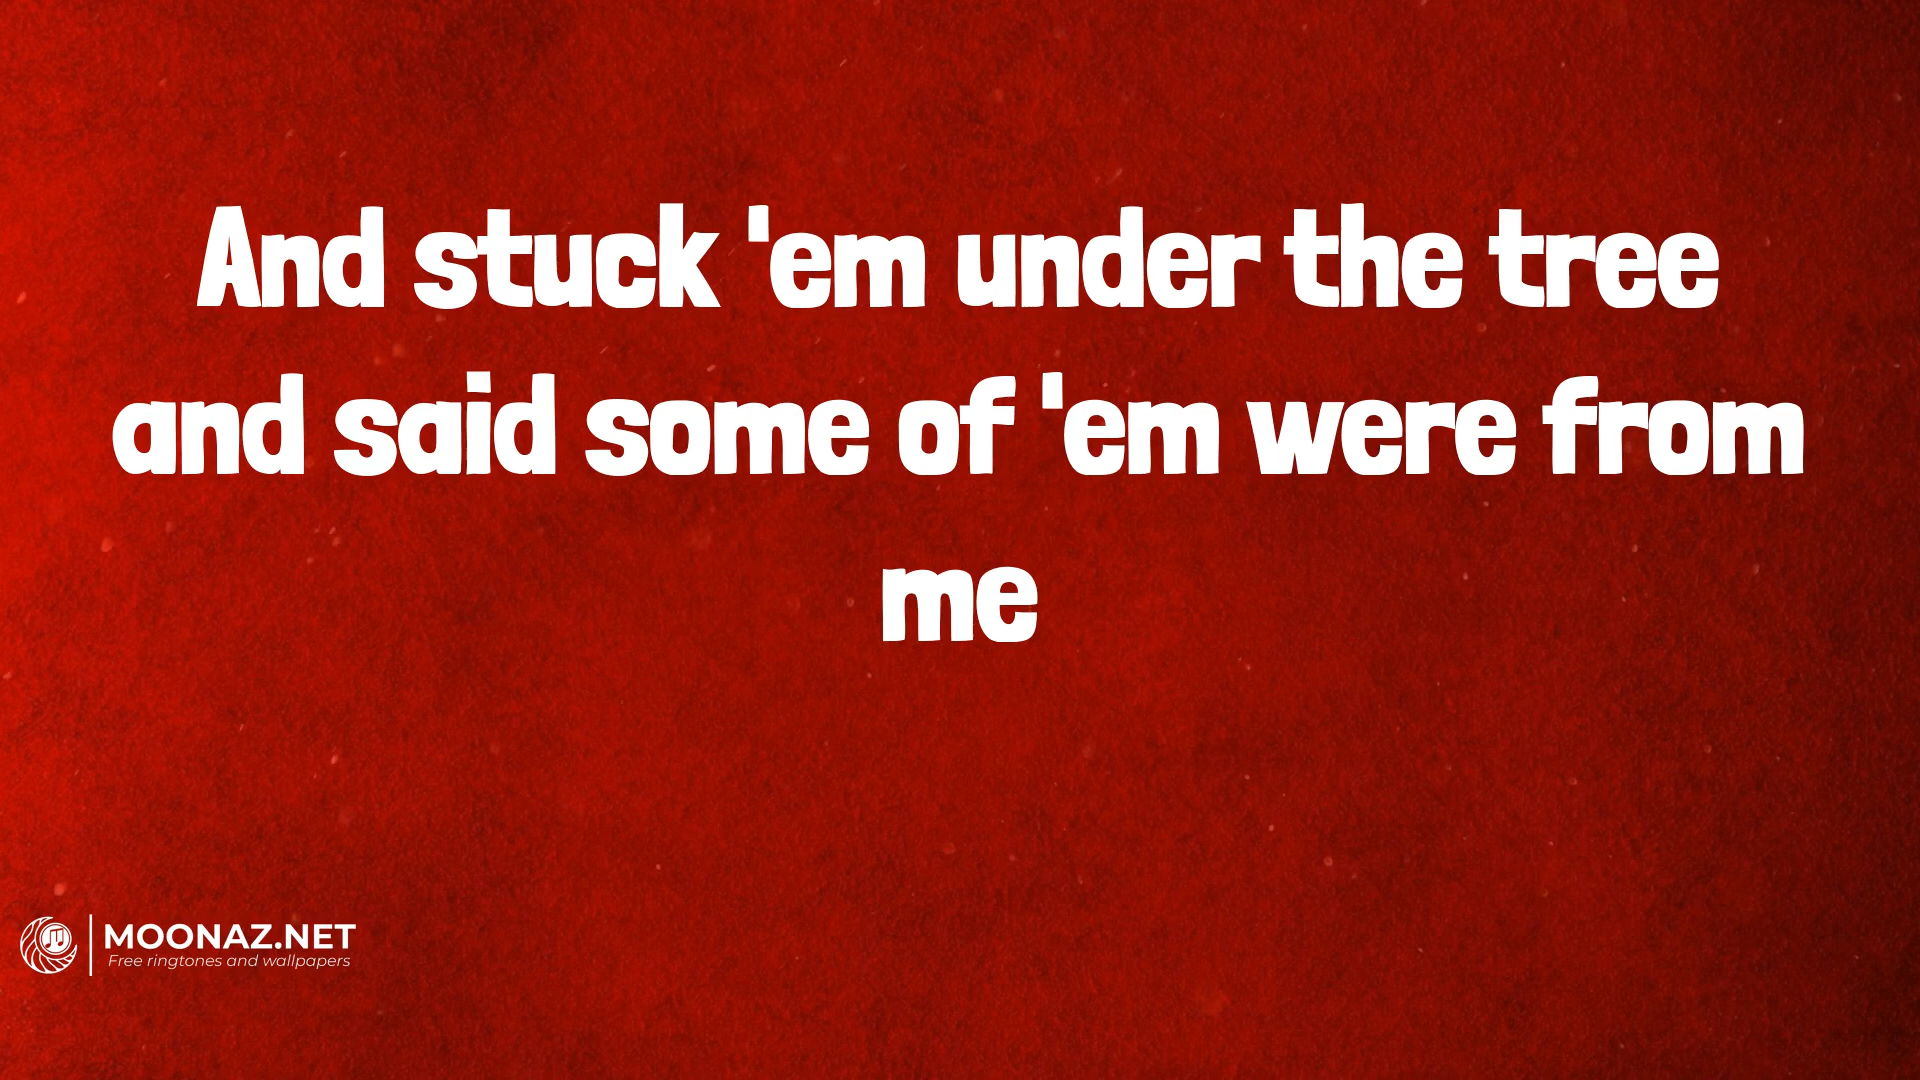 And stuck 'em under the tree
and said some of 'em were from
me
MOONAZ.NET
Free ringtones and wallpapers